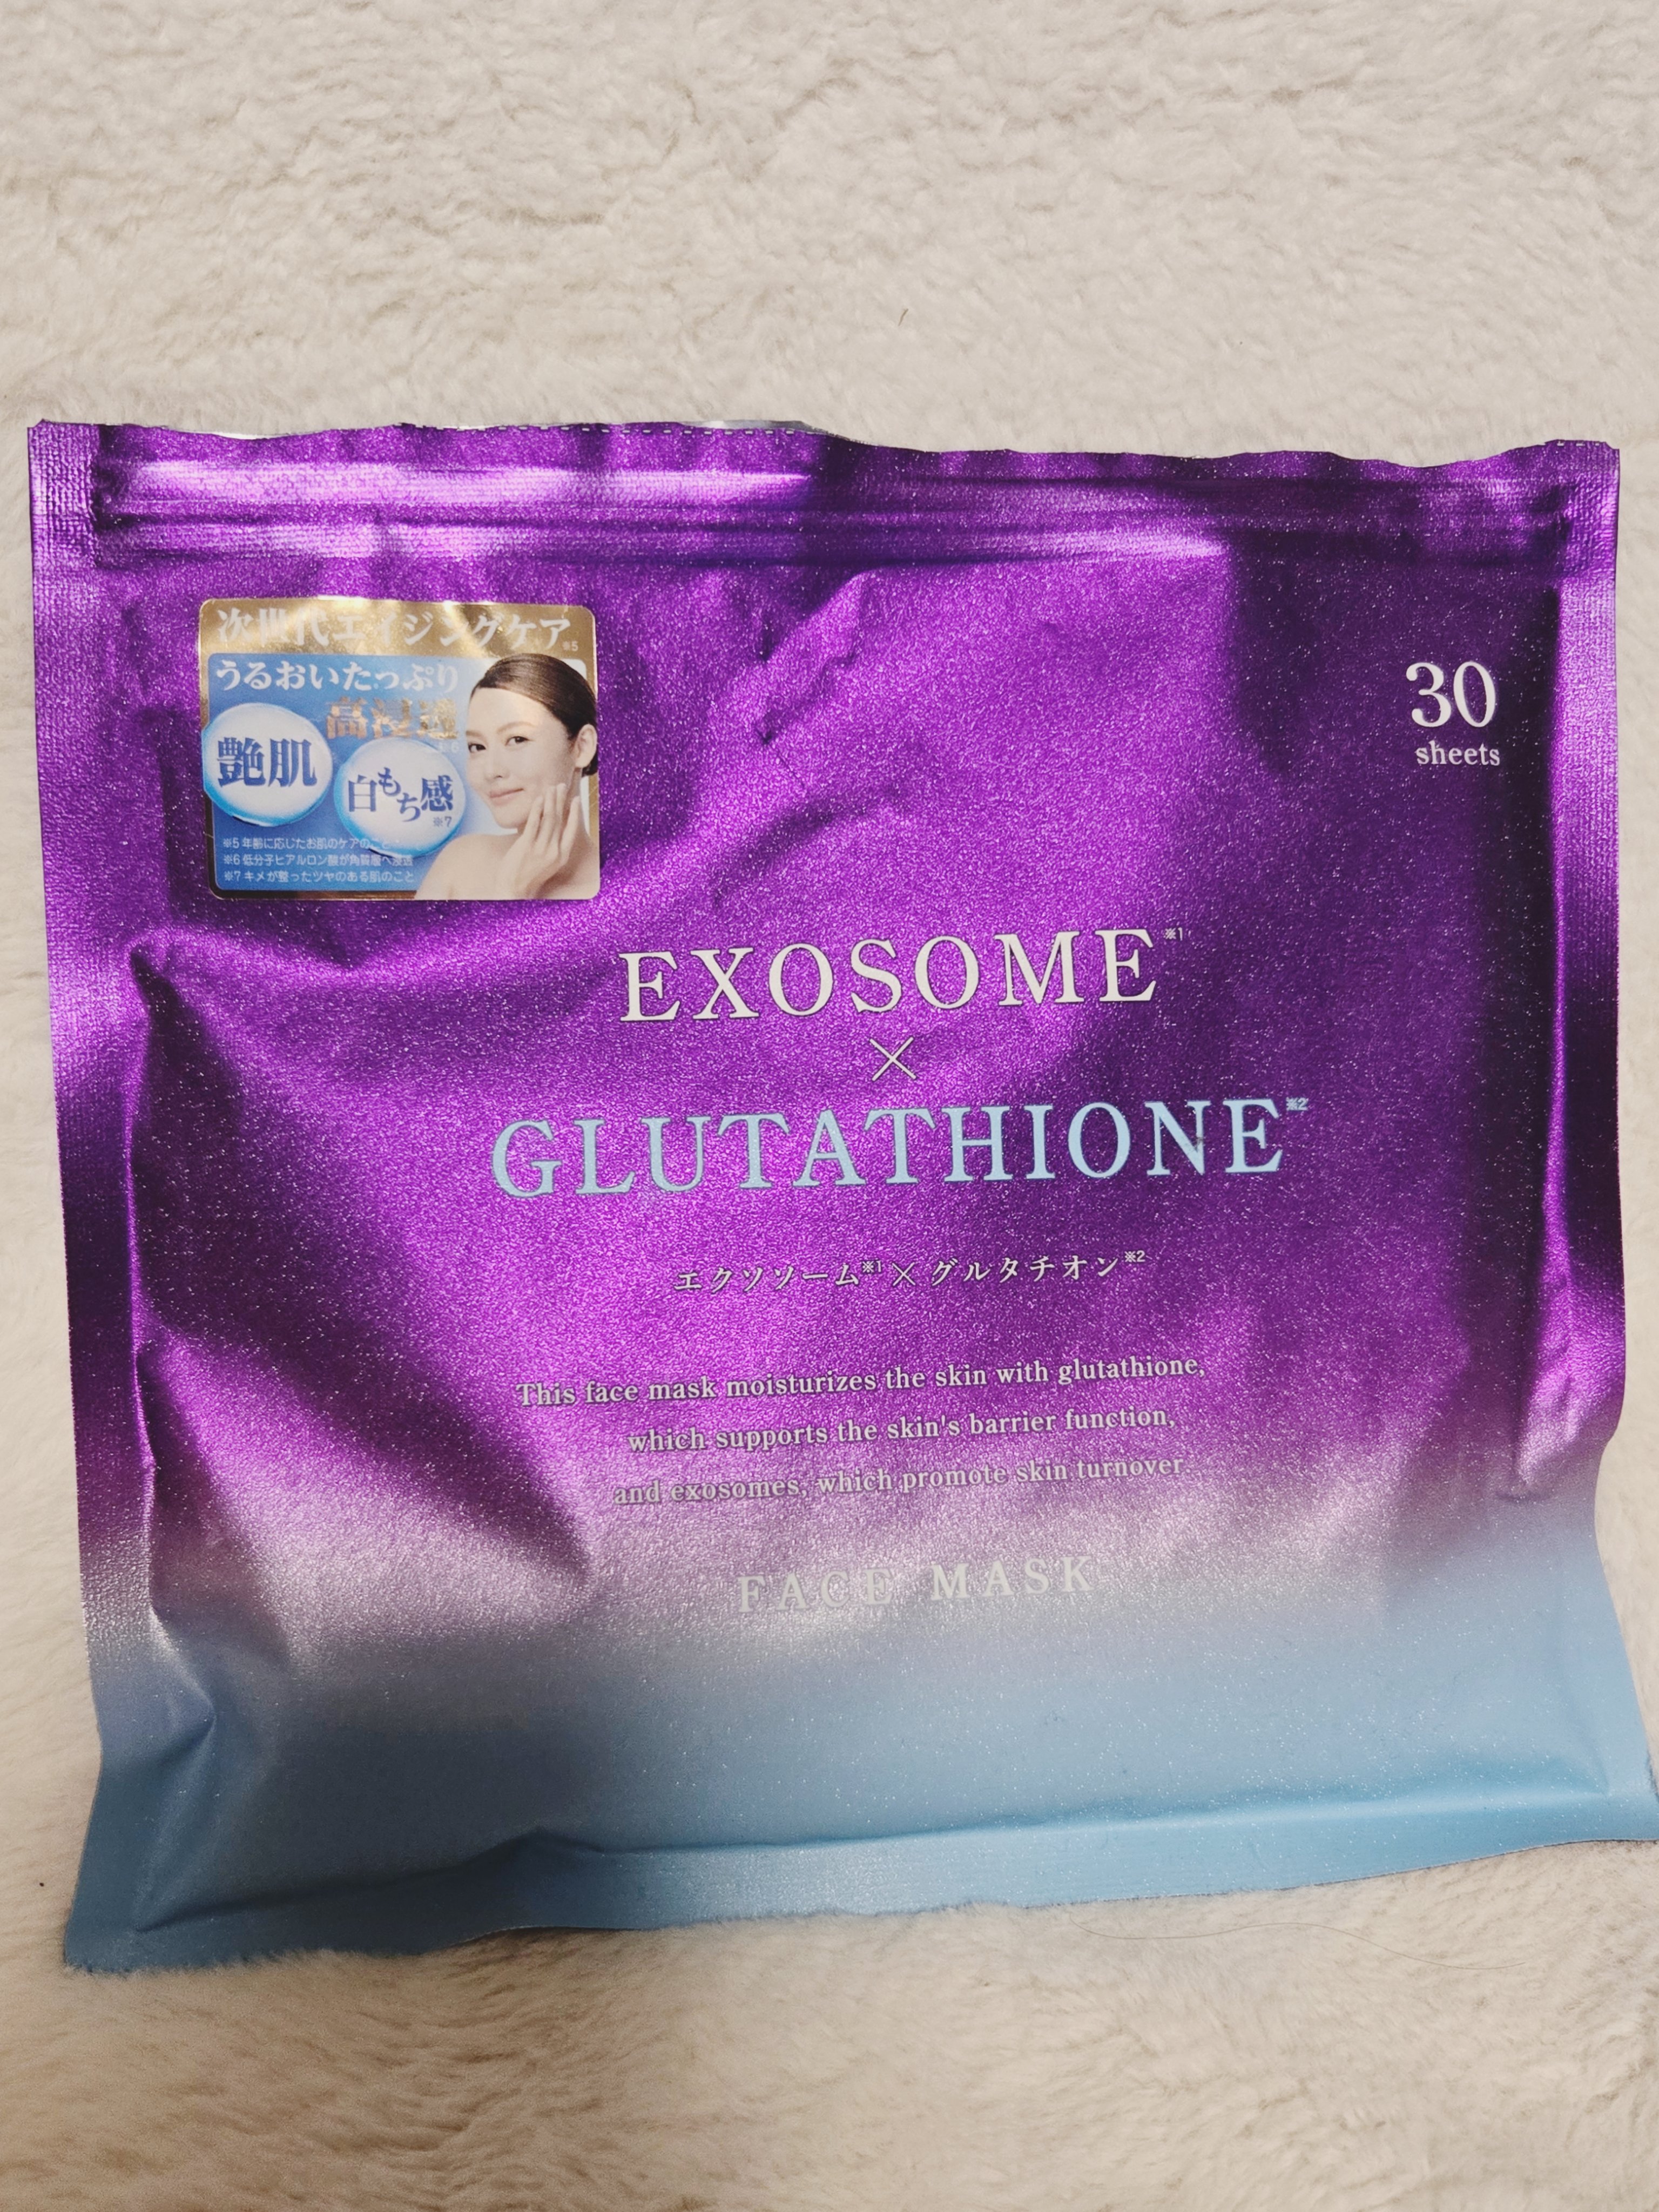 次世代エイジングケア※5
うるおいたっぷり
高浸透※6
艶肌
白もち感※7
※5 年齢に応じたお肌のケアのこと
※6 低分子ヒアルロン酸が角質層へ浸透
※7 キメが整ったツヤのある肌のこと
30
sheets
EXOSOME※1
×
GLUTATHIONE※2
エクソソーム※1×グルタチオン※2
This face mask moisturizes the skin with glutathione,
which supports the skin's barrier function,
and exosomes, which promote skin turnover
FACE MASK